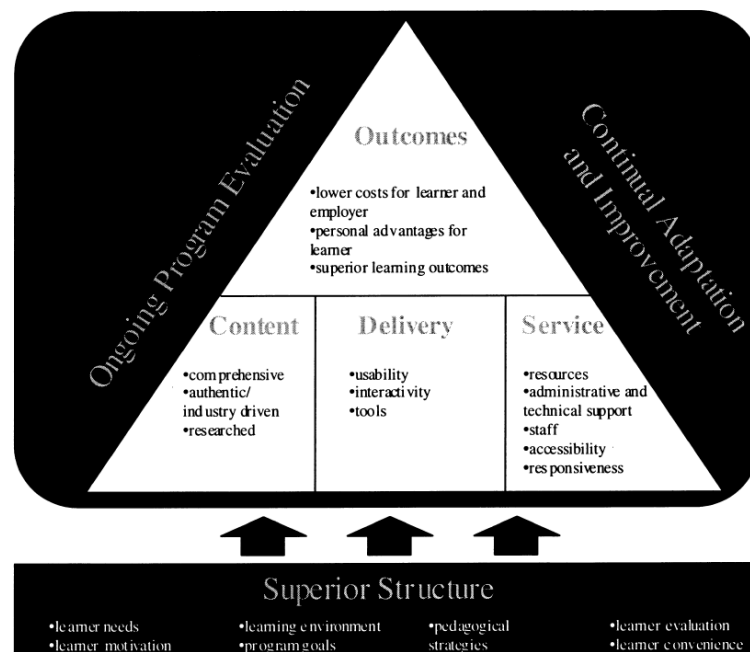 Ongoing Program Evaluation
Continual Adaptation
and Improvement
Outcomes
•lower costs for learner and
employer
•personal advantages for
learner
•superior learning outcomes
Content
•comprehensive
•authentic/
industry driven
•researched
Delivery
•usability
•interactivity
•tools
Service
•resources
•administrative and
technical support
•staff
•accessibility
•responsiveness
Superior Structure
•learner needs
•learner motivation
•learning environment
•program goals
•pedagogical
strategies
•learner evaluation
•learner convenience